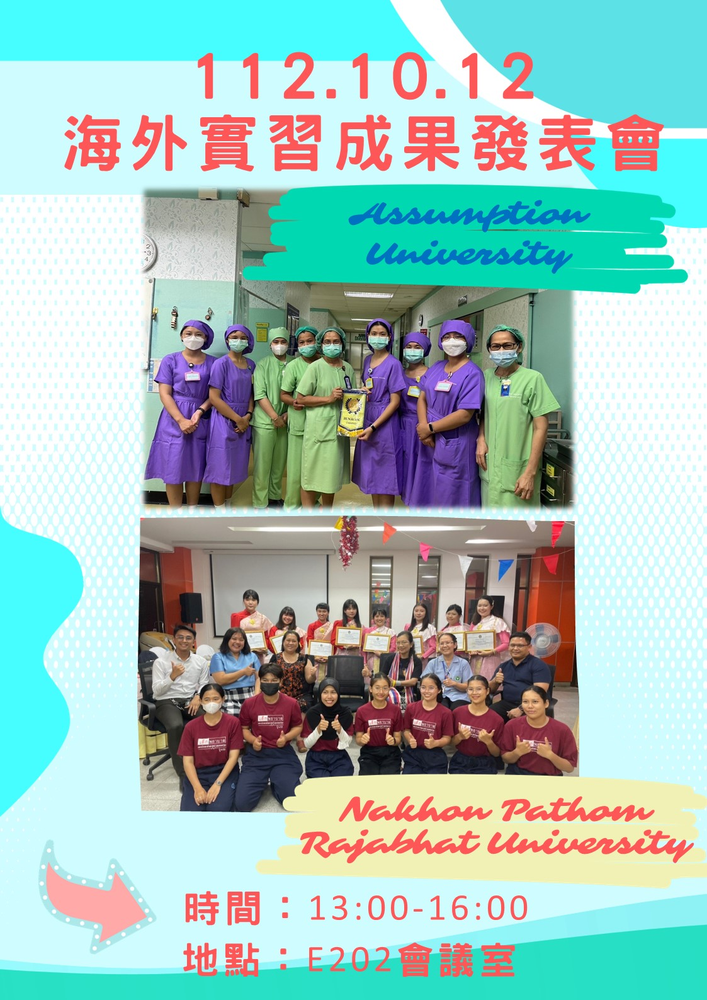 112.10.12
海外實習成果發表會
Assumption
University
HUNGKUANG
Nakhon Pathom
Rajabhat University
時間：13:00-16:00
地點：E202會議室